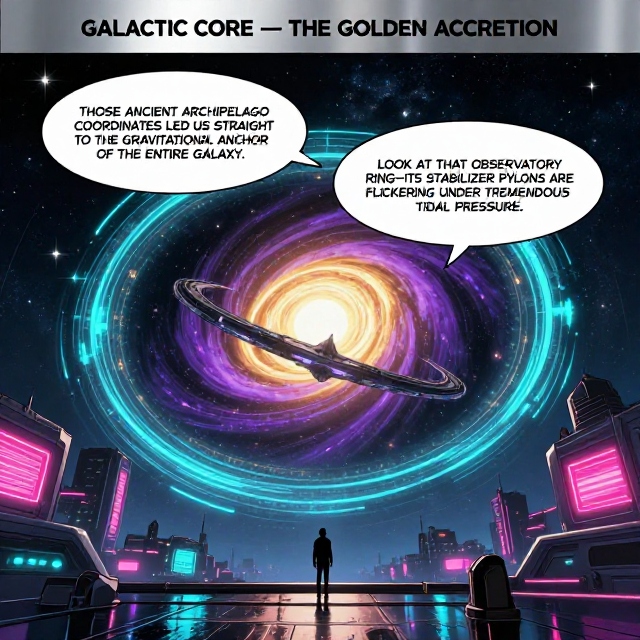 GALACTIC CORE — THE GOLDEN ACCRETION
THOSE ANCIENT ARCHIPELAGO
COORDINATES LED US STRAIGHT
TO THE GRAVITATIONAL ANCHOR
OF THE ENTIRE GALAXY.
LOOK AT THAT OBSERVATORY
RING—ITS STABILIZER PYLONS ARE
FLICKERING UNDER TREMENDOUS
TIDAL PRESSURE.